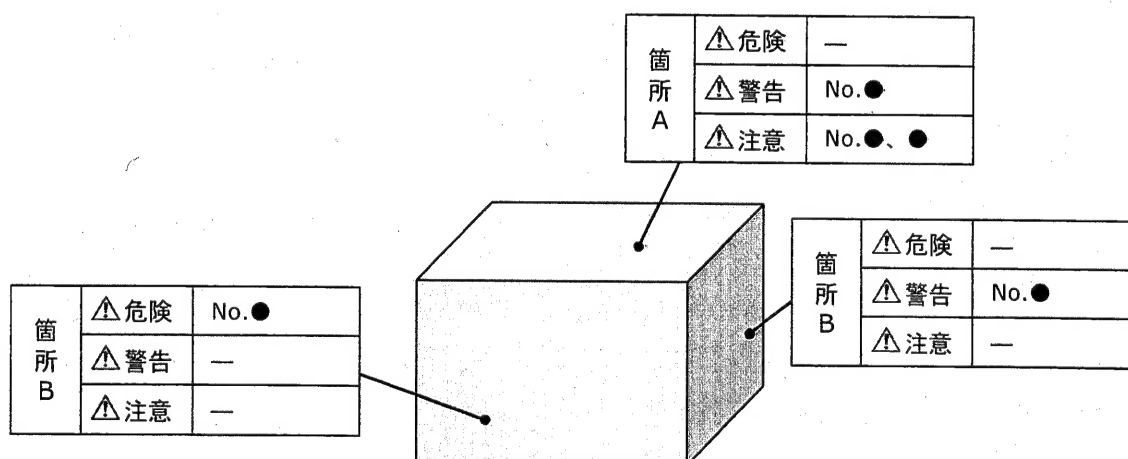 箇所A
⚠危険 —
⚠警告 No.●
⚠注意 No.●、●
箇所B
⚠危険 —
⚠警告 No.●
⚠注意 —
箇所B
⚠危険 No.●
⚠警告 —
⚠注意 —